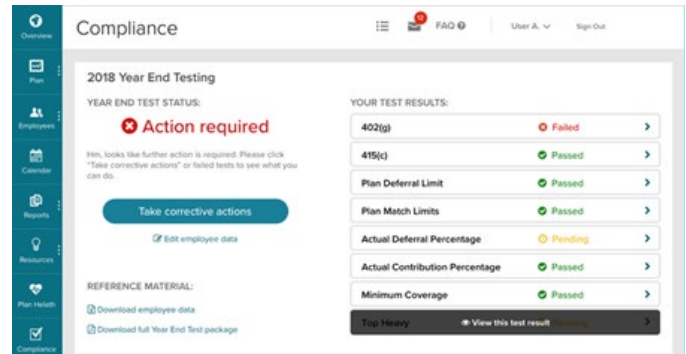 Overview
Plan
Employees
Calendar
Reports
Resources
Plan Helath
Compliance
Compliance
12
FAQ
User A.
Sign Out
2018 Year End Testing
YEAR END TEST STATUS:
Action required
Hm, looks like further action is required. Please click
"Take corrective actions" or failed tests to see what you
can do.
Take corrective actions
Edit employee data
REFERENCE MATERIAL:
Download employee data
Download full Year End Test package
YOUR TEST RESULTS:
402(g) Failed
415(c) Passed
Plan Deferral Limit Passed
Plan Match Limits Passed
Actual Deferral Percentage Pending
Actual Contribution Percentage Passed
Minimum Coverage Passed
Top Heavy View this test result Pending